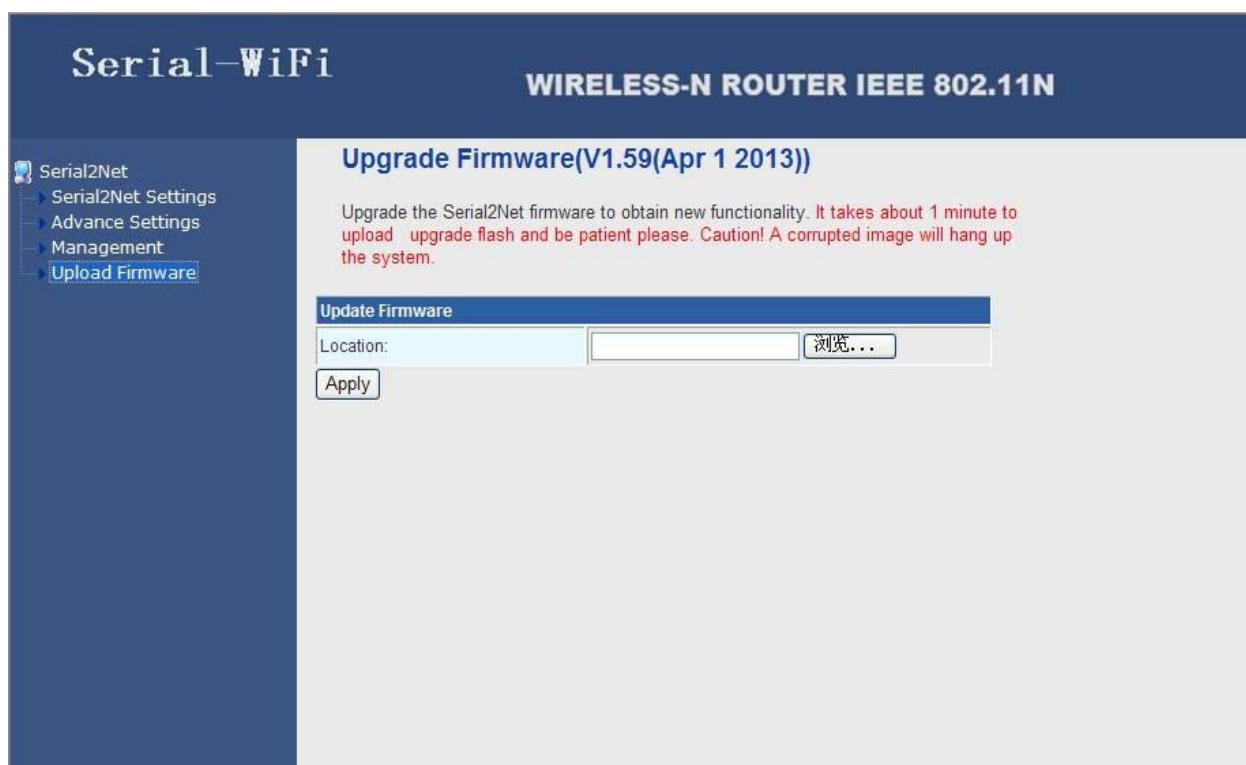 Serial-WiFi
WIRELESS-N ROUTER IEEE 802.11N
Serial2Net
Serial2Net Settings
Advance Settings
Management
Upload Firmware
Upgrade Firmware(V1.59(Apr 1 2013))
Upgrade the Serial2Net firmware to obtain new functionality. It takes about 1 minute to
upload upgrade flash and be patient please. Caution! A corrupted image will hang up
the system.
Update Firmware
Location:
浏览...
Apply